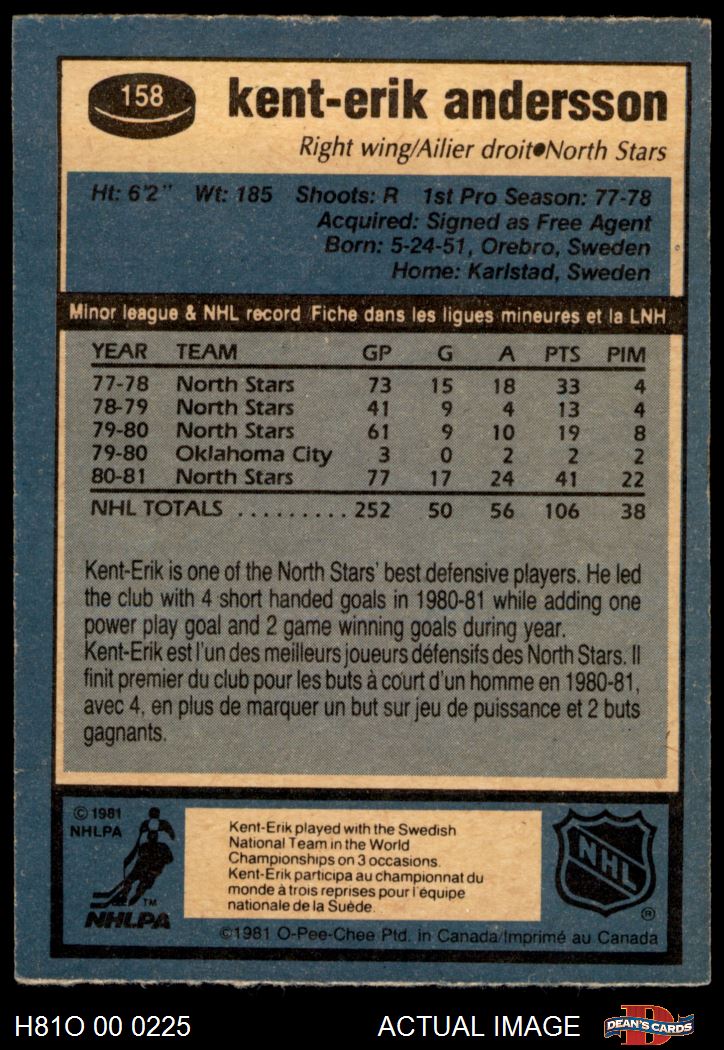 158
kent-erik andersson
Right wing/Ailier droit●North Stars
Ht: 6'2" Wt: 185 Shoots: R 1st Pro Season: 77-78
Acquired: Signed as Free Agent
Born: 5-24-51, Orebro, Sweden
Home: Karlstad, Sweden
Minor league & NHL record/Fiche dans les ligues mineures et la LNH
YEAR TEAM GP G A PTS PIM
77-78 North Stars 73 15 18 33 4
78-79 North Stars 41 9 4 13 4
79-80 North Stars 61 9 10 19 8
79-80 Oklahoma City 3 0 2 2 2
80-81 North Stars 77 17 24 41 22
NHL TOTALS ......... 252 50 56 106 38
Kent-Erik is one of the North Stars' best defensive players. He led
the club with 4 short handed goals in 1980-81 while adding one
power play goal and 2 game winning goals during year.
Kent-Erik est l'un des meilleurs joueurs défensifs des North Stars. Il
finit premier du club pour les buts à court d'un homme en 1980-81,
avec 4, en plus de marquer un but sur jeu de puissance et 2 buts
gagnants.
© 1981
NHLPA
TM
NHLPA
Kent-Erik played with the Swedish
National Team in the World
Championships on 3 occasions.
Kent-Erik participa au championnat du
monde à trois reprises pour l'équipe
nationale de la Suède.
NHL
®
©1981 O-Pee-Chee Ptd. in Canada/Imprimé au Canada
H81O 00 0225
ACTUAL IMAGE
D
DEAN'S CARDS